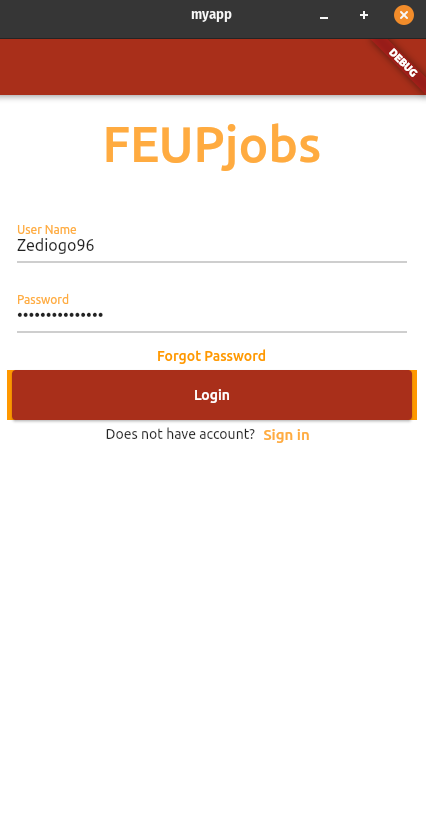 myapp
DEBUG
FEUPjobs
User Name
Zediogo96
Password
•••••••••••••••
Forgot Password
Login
Does not have account? Sign in